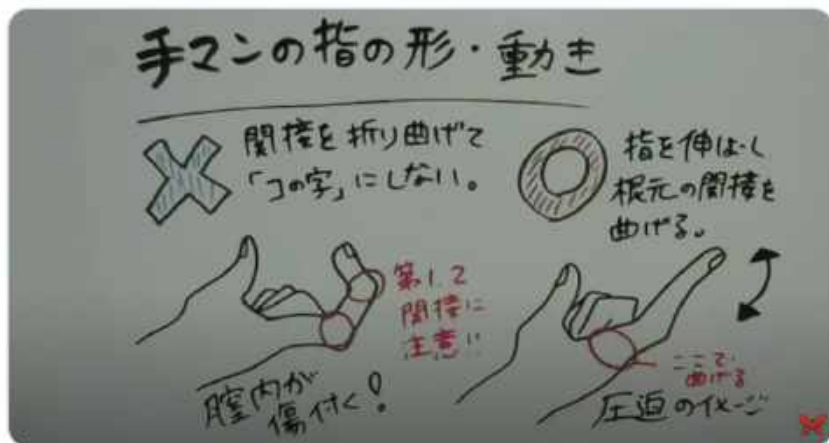 手マンの指の形・動き
関接を折り曲げて
「コの字」にしない。
指を伸ばし
根元の関接を
曲げる。
第1,2
関接に
注意!!
膣内が
傷付く!
ここで
曲げる
圧迫のイメージ